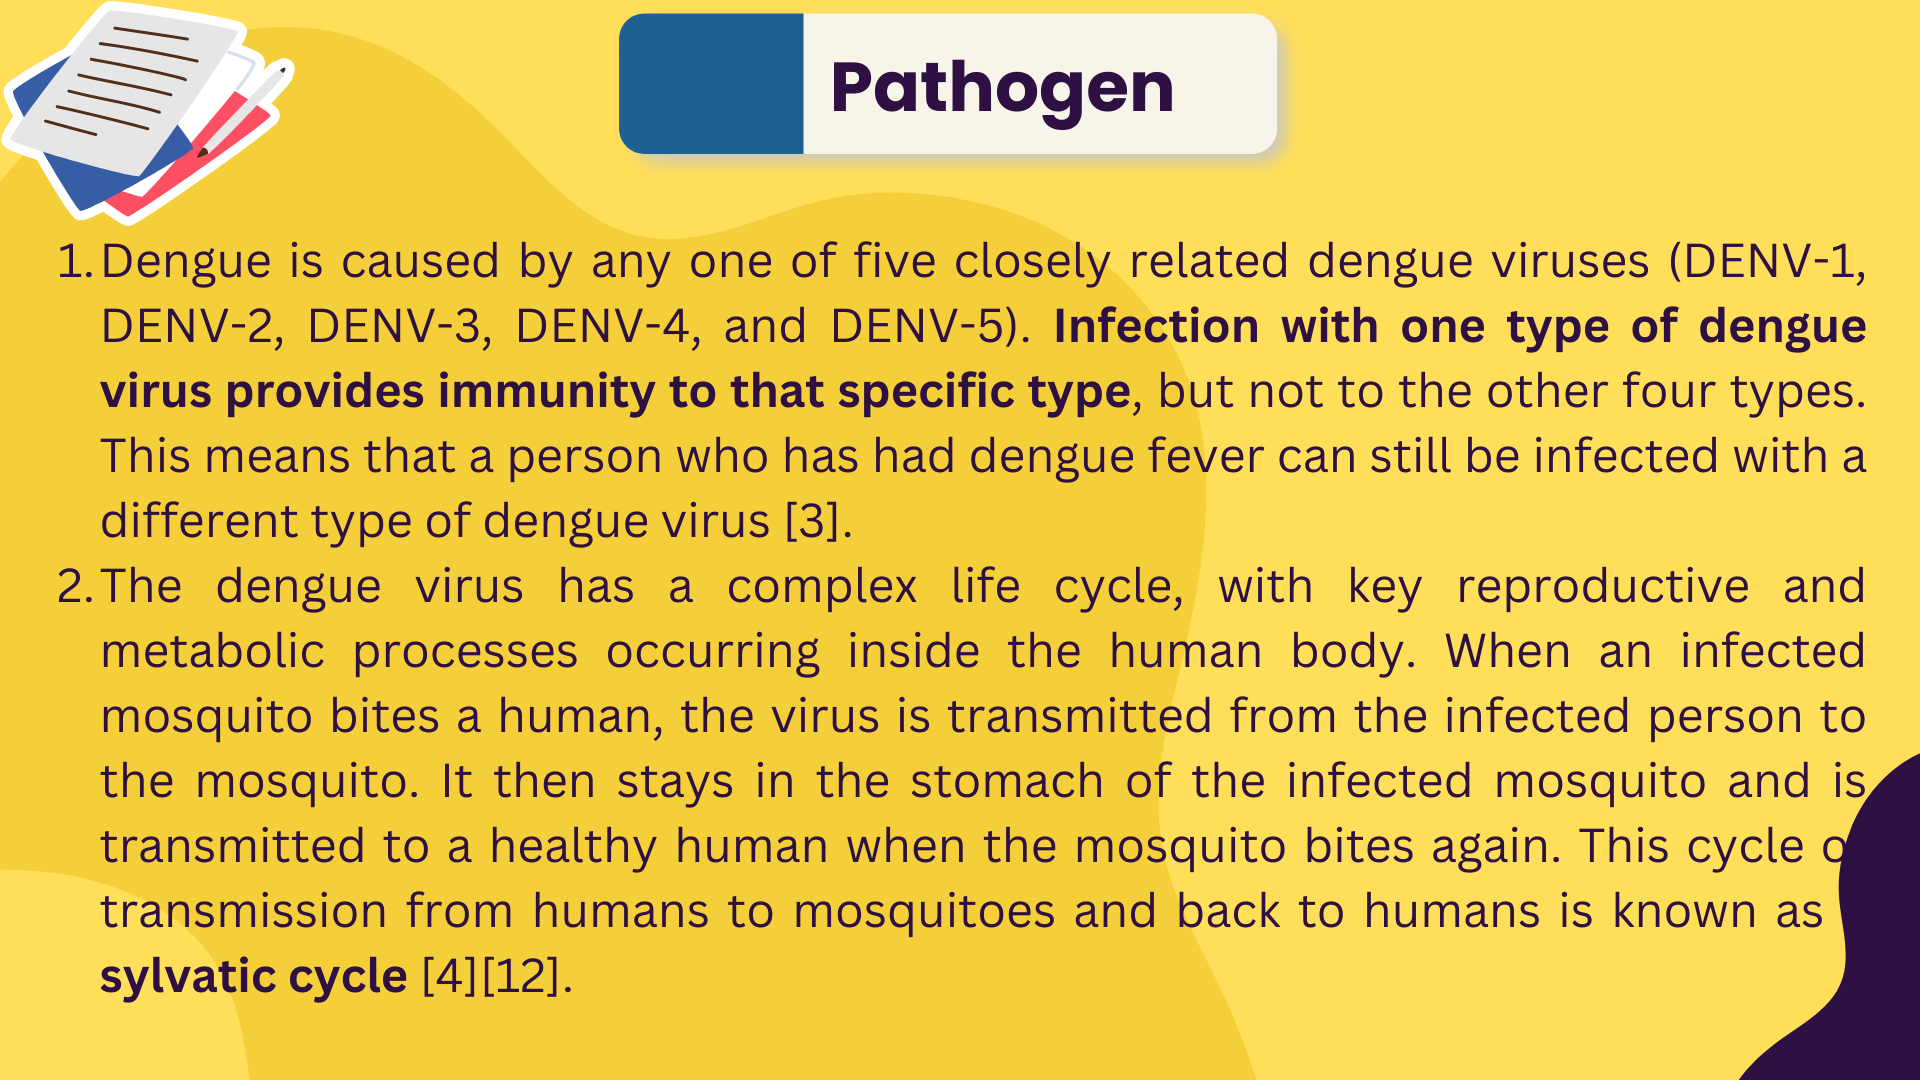 Pathogen
1. Dengue is caused by any one of five closely related dengue viruses (DENV-1,
DENV-2, DENV-3, DENV-4, and DENV-5). Infection with one type of dengue
virus provides immunity to that specific type, but not to the other four types.
This means that a person who has had dengue fever can still be infected with a
different type of dengue virus [3].
2. The dengue virus has a complex life cycle, with key reproductive and
metabolic processes occurring inside the human body. When an infected
mosquito bites a human, the virus is transmitted from the infected person to
the mosquito. It then stays in the stomach of the infected mosquito and is
transmitted to a healthy human when the mosquito bites again. This cycle
transmission from humans to mosquitoes and back to humans is known as
sylvatic cycle [4][12].